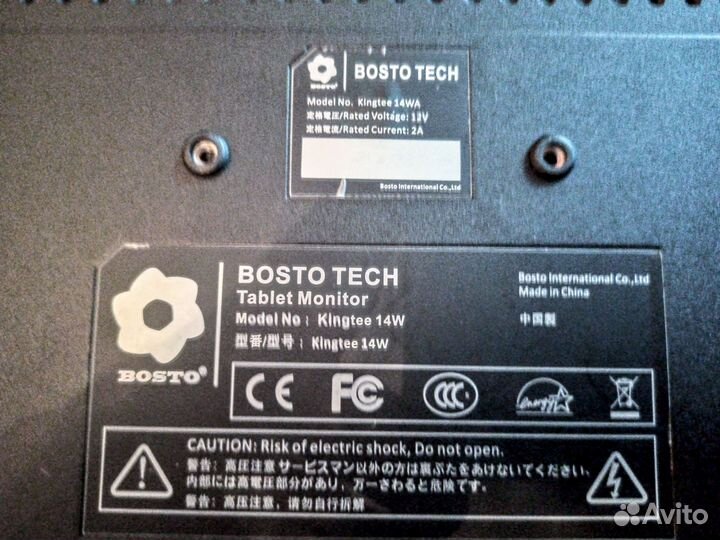 BOSTO
BOSTO TECH
Model No. Kingtee 14WA
定格電圧/Rated Voltage: 12V
定格電流/Rated Current: 2A
Bosto International Co.,Ltd
BOSTO®
BOSTO TECH
Tablet Monitor
Model No : Kingtee 14W
型番/型号: Kingtee 14W
Bosto International Co.,Ltd
Made in China
中国製
CE FC CCC energy
CAUTION: Risk of electric shock, Do not open.
警告: 高圧注意 サービスマン以外の方は裏ぶたをあけないてください.
内部には高電圧部分があり, 万一さわると危険です.
警告: 高压注意, 请勿自行拆解
Avito